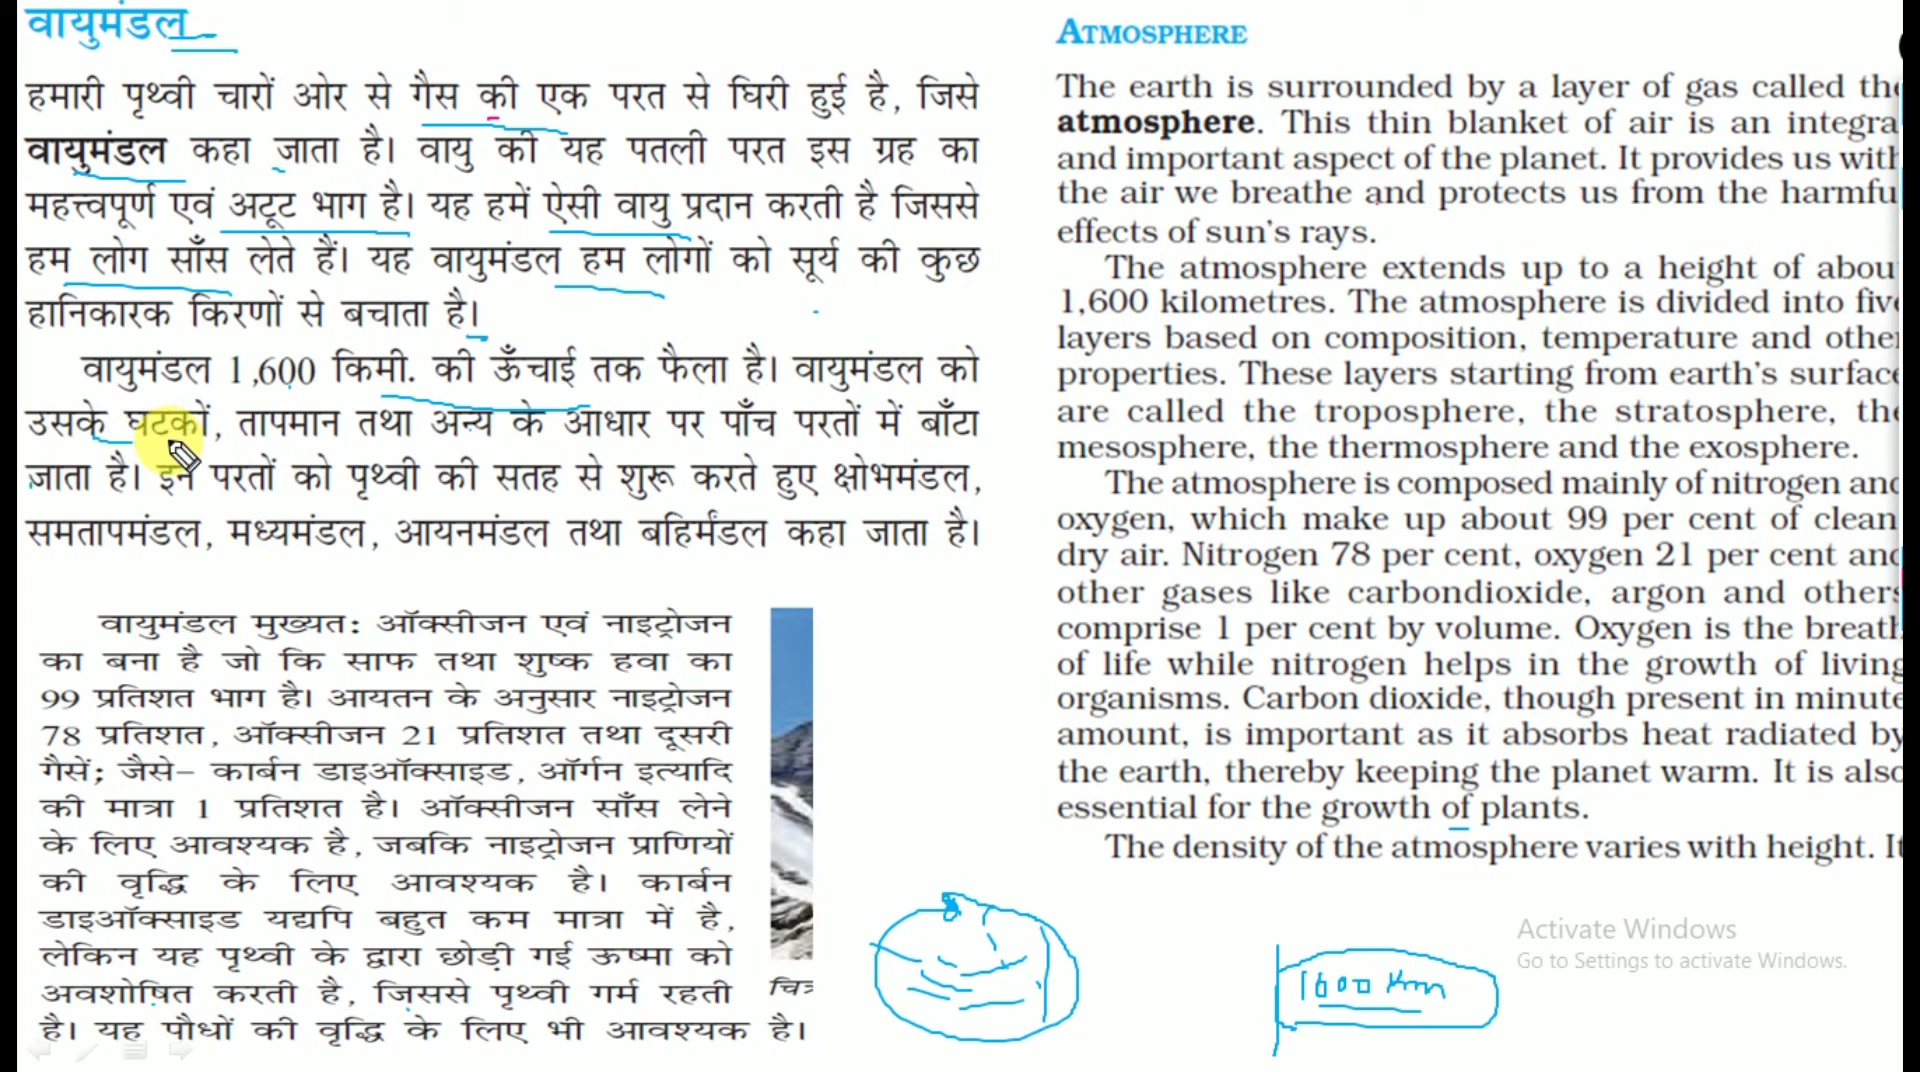 वायुमंडल
हमारी पृथ्वी चारों ओर से गैस की एक परत से घिरी हुई है, जिसे
वायुमंडल कहा जाता है। वायु की यह पतली परत इस ग्रह का
महत्त्वपूर्ण एवं अटूट भाग है। यह हमें ऐसी वायु प्रदान करती है जिससे
हम लोग साँस लेते हैं। यह वायुमंडल हम लोगों को सूर्य की कुछ
हानिकारक किरणों से बचाता है।
वायुमंडल 1,600 किमी. की ऊँचाई तक फैला है। वायुमंडल को
उसके घटकों, तापमान तथा अन्य के आधार पर पाँच परतों में बाँटा
जाता है। इन परतों को पृथ्वी की सतह से शुरू करते हुए क्षोभमंडल,
समतापमंडल, मध्यमंडल, आयनमंडल तथा बहिर्मंडल कहा जाता है।
वायुमंडल मुख्यतः ऑक्सीजन एवं नाइट्रोजन
का बना है जो कि साफ तथा शुष्क हवा का
99 प्रतिशत भाग है। आयतन के अनुसार नाइट्रोजन
78 प्रतिशत, ऑक्सीजन 21 प्रतिशत तथा दूसरी
गैसें; जैसे– कार्बन डाइऑक्साइड, ऑर्गन इत्यादि
की मात्रा 1 प्रतिशत है। ऑक्सीजन साँस लेने
के लिए आवश्यक है, जबकि नाइट्रोजन प्राणियों
की वृद्धि के लिए आवश्यक है। कार्बन
डाइऑक्साइड यद्यपि बहुत कम मात्रा में है,
लेकिन यह पृथ्वी के द्वारा छोड़ी गई ऊष्मा को
अवशोषित करती है, जिससे पृथ्वी गर्म रहती
है। यह पौधों की वृद्धि के लिए भी आवश्यक है।
चित्र
ATMOSPHERE
The earth is surrounded by a layer of gas called the
atmosphere. This thin blanket of air is an integra
and important aspect of the planet. It provides us with
the air we breathe and protects us from the harmfu
effects of sun's rays.
The atmosphere extends up to a height of abou
1,600 kilometres. The atmosphere is divided into five
layers based on composition, temperature and other
properties. These layers starting from earth's surface
are called the troposphere, the stratosphere, the
mesosphere, the thermosphere and the exosphere.
The atmosphere is composed mainly of nitrogen and
oxygen, which make up about 99 per cent of clean
dry air. Nitrogen 78 per cent, oxygen 21 per cent and
other gases like carbondioxide, argon and others
comprise 1 per cent by volume. Oxygen is the breath
of life while nitrogen helps in the growth of living
organisms. Carbon dioxide, though present in minute
amount, is important as it absorbs heat radiated by
the earth, thereby keeping the planet warm. It is also
essential for the growth of plants.
The density of the atmosphere varies with height. It
1600 Km
Activate Windows
Go to Settings to activate Windows.